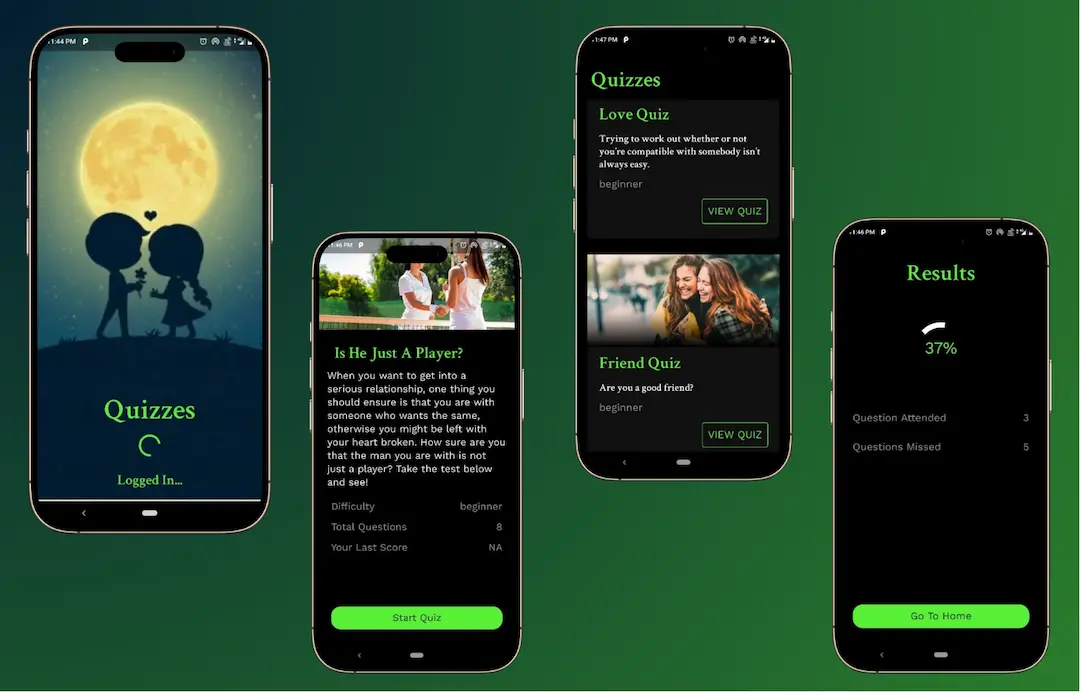 1:44 PM
Quizzes
Logged In...
1:46 PM
Is He Just A Player?
When you want to get into a
serious relationship, one thing you
should ensure is that you are with
someone who wants the same,
otherwise you might be left with
your heart broken. How sure are you
that the man you are with is not
just a player? Take the test below
and see!
Difficulty beginner
Total Questions 8
Your Last Score NA
Start Quiz
1:47 PM
Quizzes
Love Quiz
Trying to work out whether or not
you're compatible with somebody isn't
always easy.
beginner
VIEW QUIZ
Friend Quiz
Are you a good friend?
beginner
VIEW QUIZ
1:46 PM
Results
37%
Question Attended 3
Questions Missed 5
Go To Home